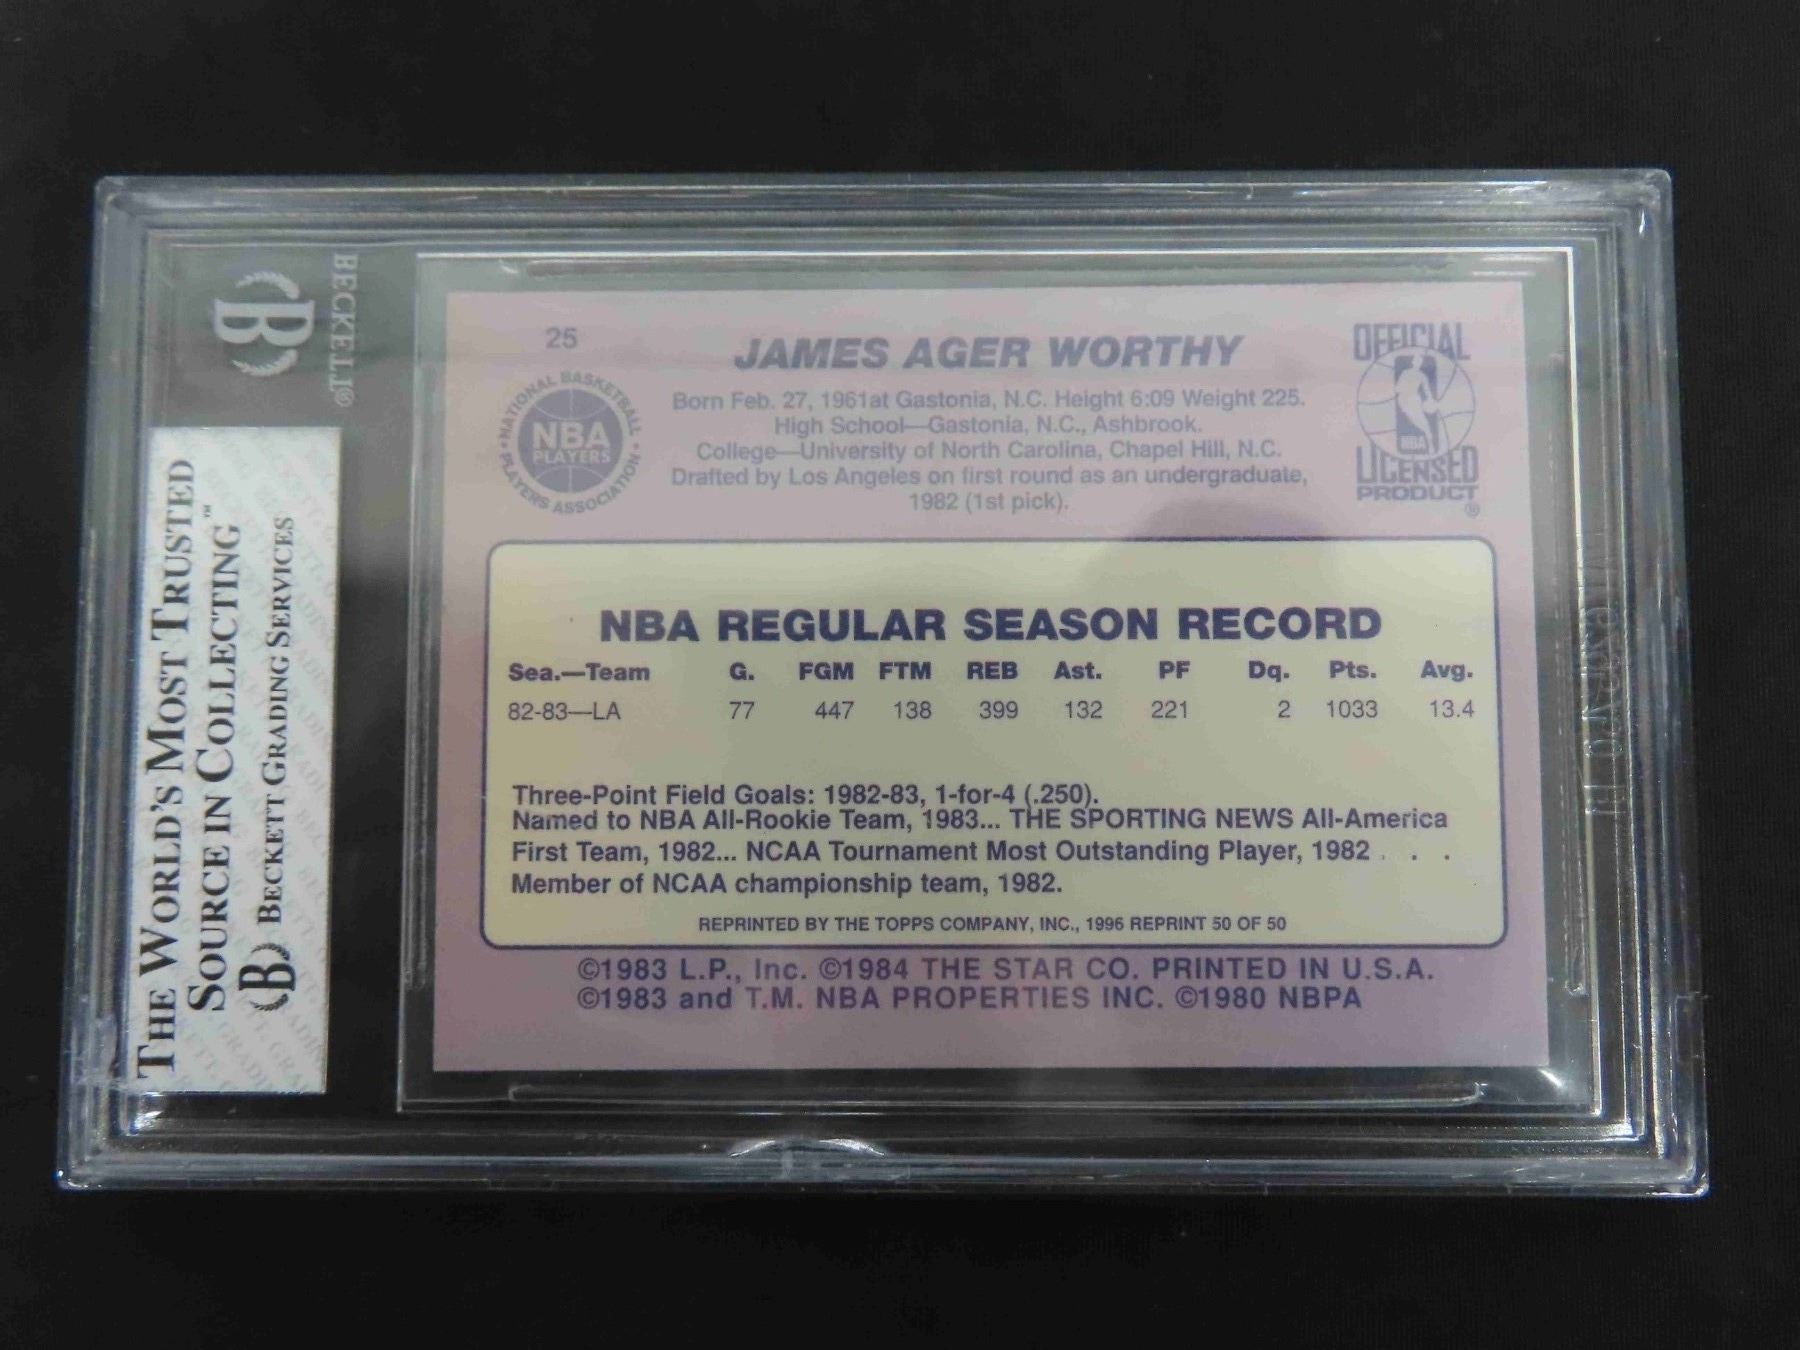 BECKETT®
B
THE WORLD'S MOST TRUSTED
SOURCE IN COLLECTING™
B BECKETT GRADING SERVICES
25
JAMES AGER WORTHY
OFFICIAL
NBA
LICENSED
PRODUCT
®
• NATIONAL BASKETBALL •
NBA
PLAYERS
PLAYERS ASSOCIATION
Born Feb. 27, 1961at Gastonia, N.C. Height 6:09 Weight 225.
High School—Gastonia, N.C., Ashbrook.
College—University of North Carolina, Chapel Hill, N.C.
Drafted by Los Angeles on first round as an undergraduate,
1982 (1st pick).
NBA REGULAR SEASON RECORD
Sea.—Team G. FGM FTM REB Ast. PF Dq. Pts. Avg.
82-83—LA 77 447 138 399 132 221 2 1033 13.4
Three-Point Field Goals: 1982-83, 1-for-4 (.250).
Named to NBA All-Rookie Team, 1983... THE SPORTING NEWS All-America
First Team, 1982... NCAA Tournament Most Outstanding Player, 1982 . . .
Member of NCAA championship team, 1982.
REPRINTED BY THE TOPPS COMPANY, INC., 1996 REPRINT 50 OF 50
©1983 L.P., Inc. ©1984 THE STAR CO. PRINTED IN U.S.A.
©1983 and T.M. NBA PROPERTIES INC. ©1980 NBPA